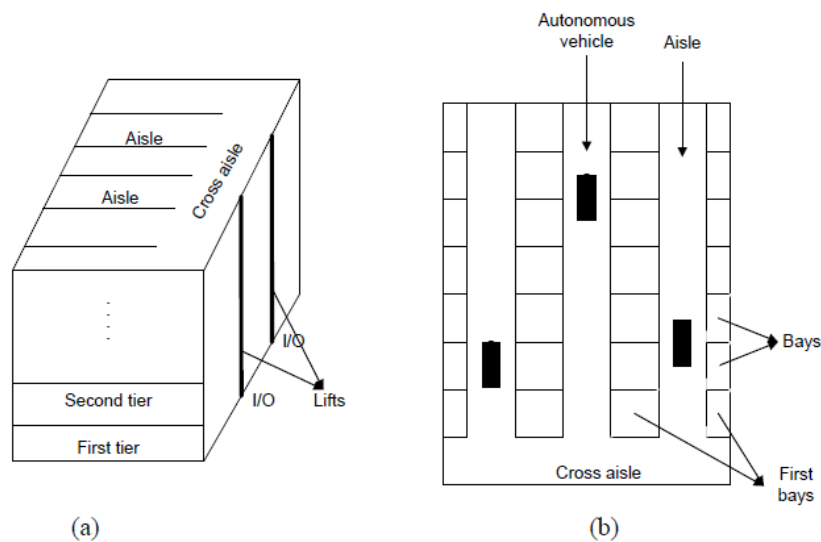 Aisle
Aisle
Cross aisle
I/O
I/O
Lifts
Second tier
First tier
(a)
Autonomous
vehicle
Aisle
Bays
First
bays
Cross aisle
(b)